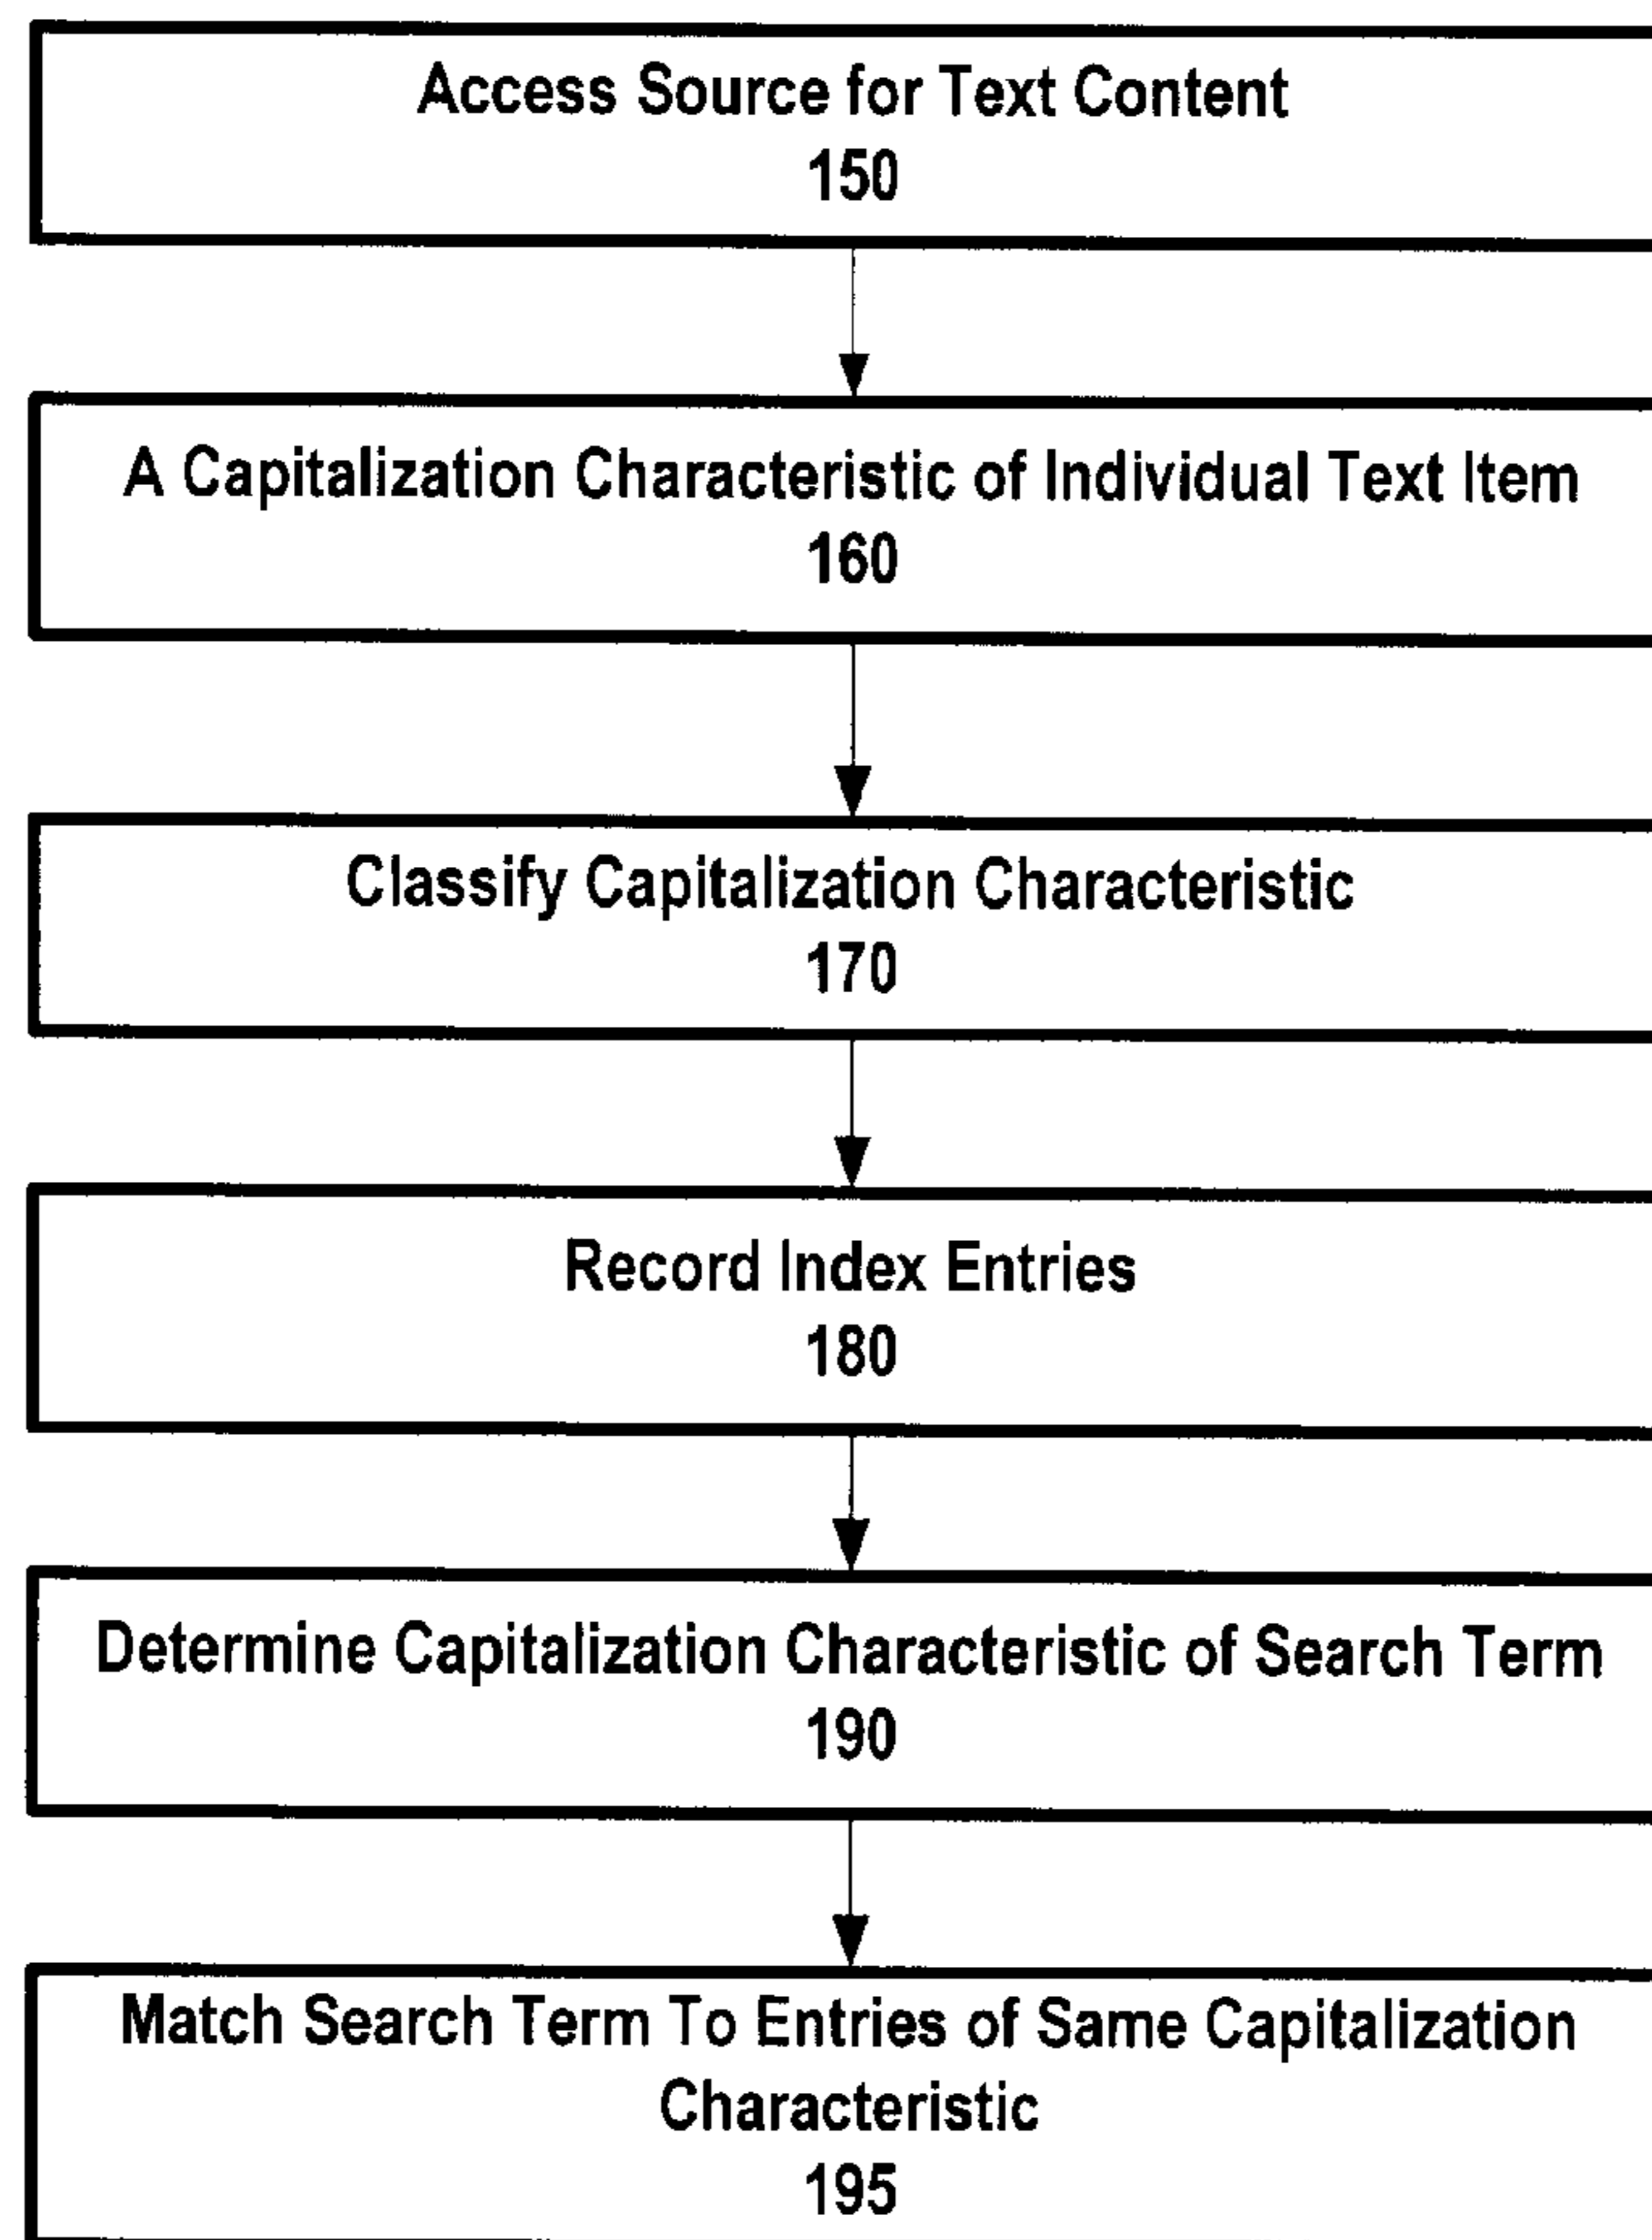 Access Source for Text Content
150
A Capitalization Characteristic of Individual Text Item
160
Classify Capitalization Characteristic
170
Record Index Entries
180
Determine Capitalization Characteristic of Search Term
190
Match Search Term To Entries of Same Capitalization
Characteristic
195